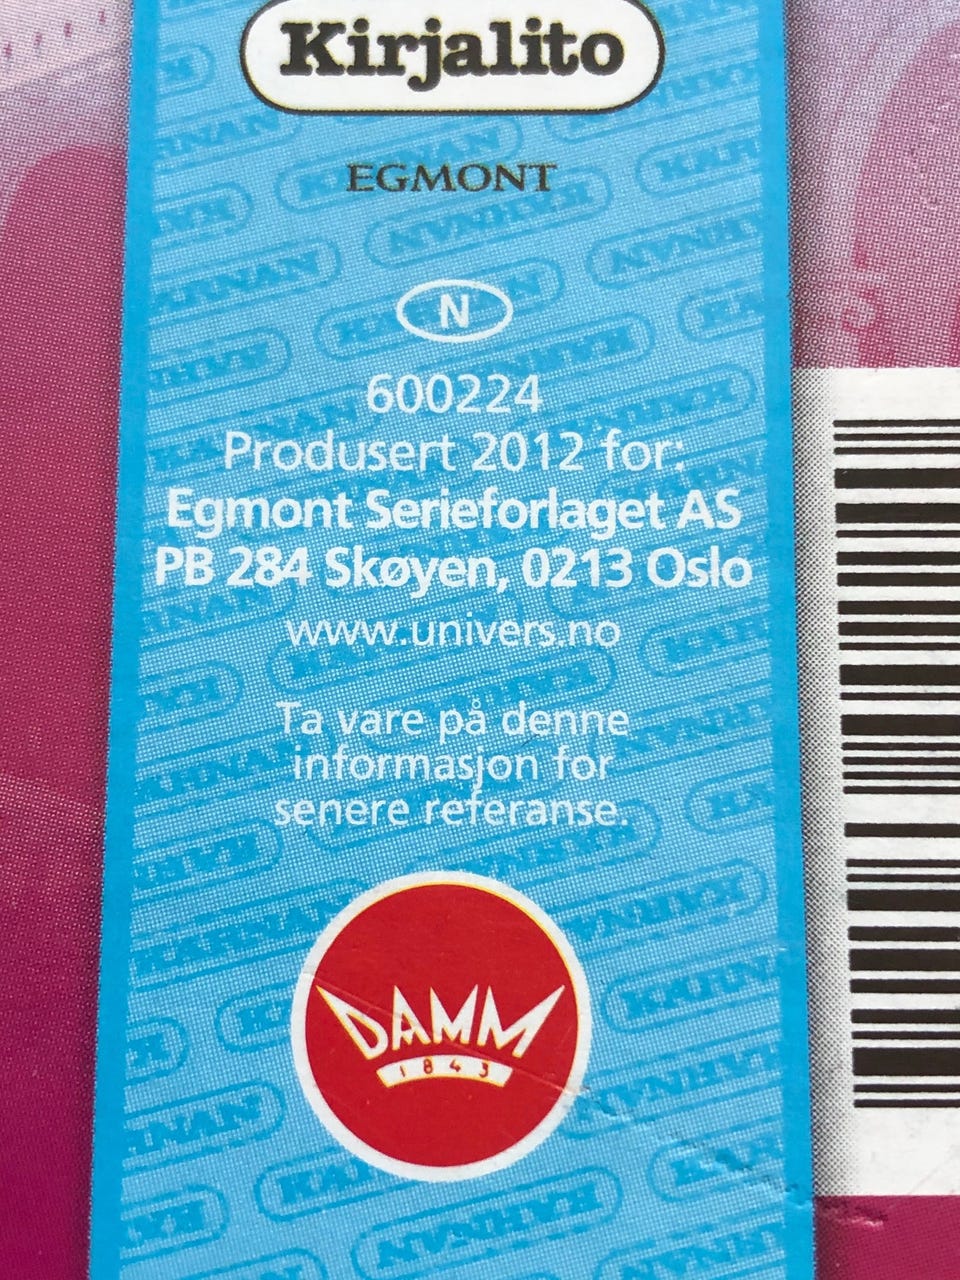 Kirjalito
EGMONT
N
600224
Produsert 2012 for:
Egmont Serieforlaget AS
PB 284 Skøyen, 0213 Oslo
www.univers.no
Ta vare på denne
informasjon for
senere referanse.
DAMM
1843
KÄRNAN